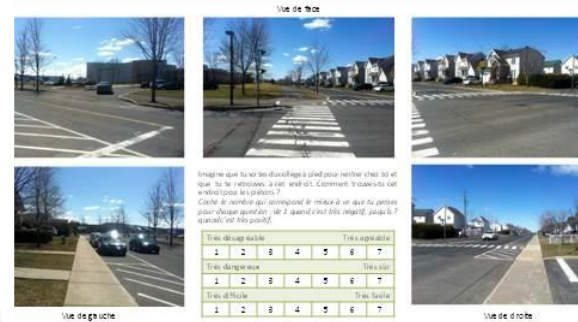 Vue de face
Imagine que tu sortes du collège à pied pour rentrer chez toi et
que tu te retrouves à cet endroit. Comment trouves-tu cet
endroit pour les piétons ?
Coche le nombre qui correspond le mieux à ce que tu penses
pour chaque question : de 1 quand c'est très négatif, jusqu'à 7
quand c'est très positif.
Très désagréable Très agréable
1 2 3 4 5 6 7
Très dangereux Très sûr
1 2 3 4 5 6 7
Très difficile Très facile
1 2 3 4 5 6 7
Vue de gauche
Vue de droite